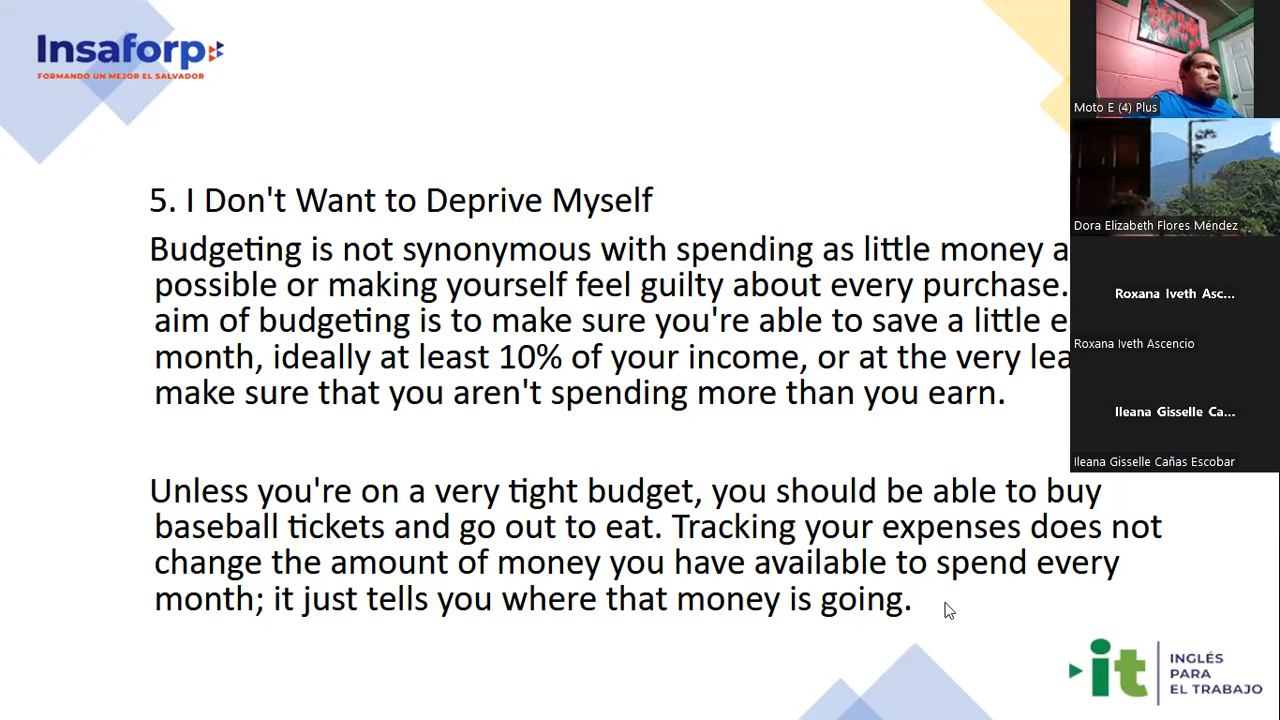 Insaforp
FORMANDO UN MEJOR EL SALVADOR
5. I Don't Want to Deprive Myself
Budgeting is not synonymous with spending as little money a
possible or making yourself feel guilty about every purchase.
aim of budgeting is to make sure you're able to save a little e
month, ideally at least 10% of your income, or at the very lea
make sure that you aren't spending more than you earn.
Unless you're on a very tight budget, you should be able to buy
baseball tickets and go out to eat. Tracking your expenses does not
change the amount of money you have available to spend every
month; it just tells you where that money is going.
Moto E (4) Plus
Dora Elizabeth Flores Méndez
Roxana Iveth Asc...
Roxana Iveth Ascencio
Ileana Gisselle Ca...
Ileana Gisselle Cañas Escobar
it
INGLÉS
PARA
EL TRABAJO